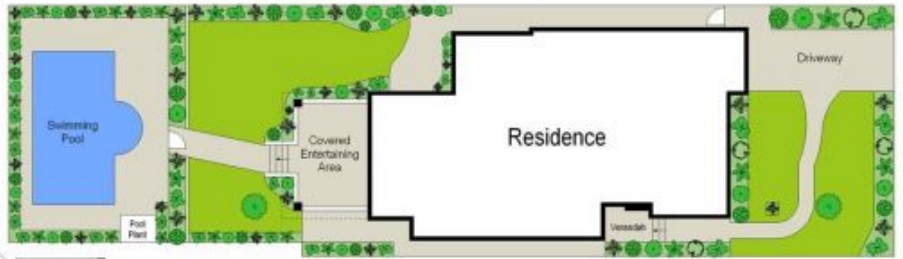 Driveway
Swimming
Pool
Covered
Entertaining
Area
Residence
Pool
Plant
Verandah